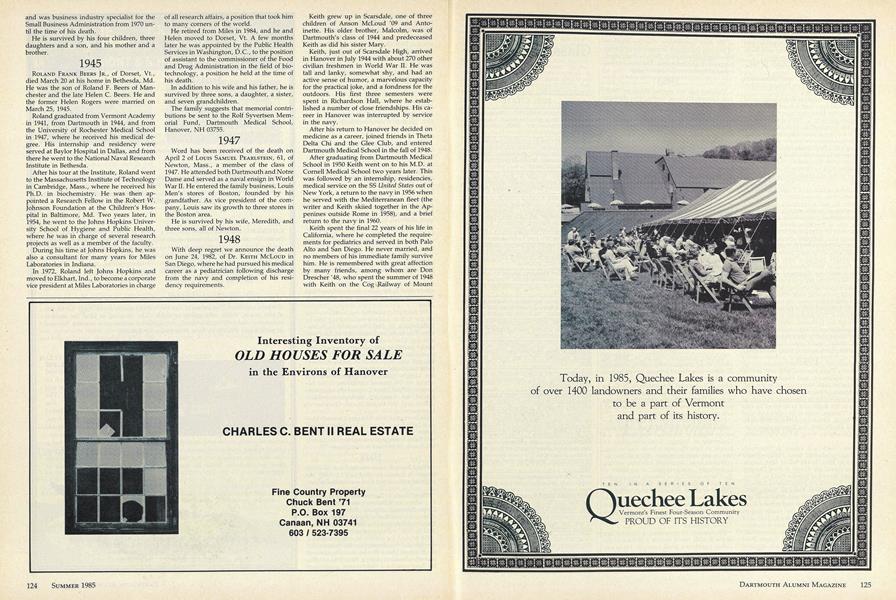 and was business industry specialist for the
Small Business Administration from 1970 un-
til the time of his death.
He is survived by his four children, three
daughters and a son, and his mother and a
brother.
1945
ROLAND FRANK BEERS JR., of Dorset, Vt.,
died March 20 at his home in Bethesda, Md.
He was the son of Roland F. Beers of Man-
chester and the late Helen C. Beers. He and
the former Helen Rogers were married on
March 25, 1945.
Roland graduated from Vermont Academy
in 1941, from Dartmouth in 1944, and from
the University of Rochester Medical School
in 1947, where he received his medical de-
gree. His internship and residency were
served at Baylor Hospital in Dallas, and from
there he went to the National Naval Research
Institute in Bethesda.
After his tour at the Institute, Roland went
to the Massachusetts Institute of Technology
in Cambridge, Mass., where he received his
Ph.D. in biochemistry. He was then ap-
pointed a Research Fellow in the Robert W.
Johnson Foundation at the Children's Hos-
pital in Baltimore, Md. Two years later, in
1954, he went to the Johns Hopkins Univer-
sity School of Hygiene and Public Health,
where he was in charge of several research
projects as well as a member of the faculty.
During his time at Johns Hopkins, he was
also a consultant for many years for Miles
Laboratories in Indiana.
In 1972, Roland left Johns Hopkins and
moved to Elkhart, Ind., to become a corporate
vice president at Miles Laboratories in charge
of all research affairs, a position that took him
to many corners of the world.
He retired from Miles in 1984, and he and
Helen moved to Dorset, Vt. A few months
later he was appointed by the Public Health
Services in Washington, D.C., to the position
of assistant to the commissioner of the Food
and Drug Administration in the field of bio-
technology, a position he held at the time of
his death.
In addition to his wife and his father, he is
survived by three sons, a daughter, a sister,
and seven grandchildren.
The family suggests that memorial contri-
butions be sent to the Rolf Syvertsen Mem-
orial Fund, Dartmouth Medical School,
Hanover, NH 03755.
1947
Word has been received of the death on
April 2 of LOUIS SAMUEL PEARLSTEIN, 61, of
Newton, Mass., a member of the class of
1947. He attended both Dartmouth and Notre
Dame and served as a naval ensign in World
War II. He entered the family business, Louis
Men's stores of Boston, founded by his
grandfather. As vice president of the com-
pany, Louis saw its growth to three stores in
the Boston area.
He is survived by his wife, Meredith, and
three sons, all of Newton.
1948
With deep regret we announce the death
on June 24, 1982, of DR. KEITH MCLOUD in
San Diego, where he had pursued his medical
career as a pediatrician following discharge
from the navy and completion of his resi-
dency requirements.
Keith grew up in Scarsdale, one of three
children of Anson McLoud '09 and Anto-
inette. His older brother, Malcolm, was of
Dartmouth's class of 1944 and predeceased
Keith as did his sister Mary.
Keith, just out of Scarsdale High, arrived
in Hanover in July 1944 with about 270 other
civilian freshmen in World War II. He was
tall and lanky, somewhat shy, and had an
active sense of humor, a marvelous capacity
for the practical joke, and a fondness for the
outdoors. His first three semesters were
spent in Richardson Hall, where he estab-
lished a number of close friendships. His ca-
reer in Hanover was interrupted by service
in the navy.
After his return to Hanover he decided on
medicine as a career, joined friends in Theta
Delta Chi and the Glee Club, and entered
Dartmouth Medical School in the fall of 1948.
After graduating from Dartmouth Medical
School in 1950 Keith went on to his M.D. at
Cornell Medical School two years later. This
was followed by an internship, residencies,
medical service on the SS United States out of
New York, a return to the navy in 1956 when
he served with the Mediterranean fleet (the
writer and Keith skiied together in the Ap-
penines outside Rome in 1958), and a brief
return to the navy in 1960.
Keith spent the final 22 years of his life in
California, where he completed the require-
ments for pediatrics and served in both Palo
Alto and San Diego. He never married, and
no members of his immediate family survive
him. He is remembered with great affection
by many friends, among whom are Don
Drescher '48, who spent the summer of 1948
with Keith on the Cog Railway of Mount
Interesting Inventory of
OLD HOUSES FOR SALE
in the Environs of Hanover
CHARLES C. BENT II REAL ESTATE
Fine Country Property
Chuck Bent '71
P.O. Box 197
Canaan, NH 03741
603 / 523-7395
124 SUMMER 1985
Today, in 1985, Quechee Lakes is a community
of over 1400 landowners and their families who have chosen
to be a part of Vermont
and part of its history.
TEN IN A SERIES OF TEN
Quechee Lakes
Vermont's Finest Four-Season Community
PROUD OF ITS HISTORY
DARTMOUTH ALUMNI MAGAZINE 125